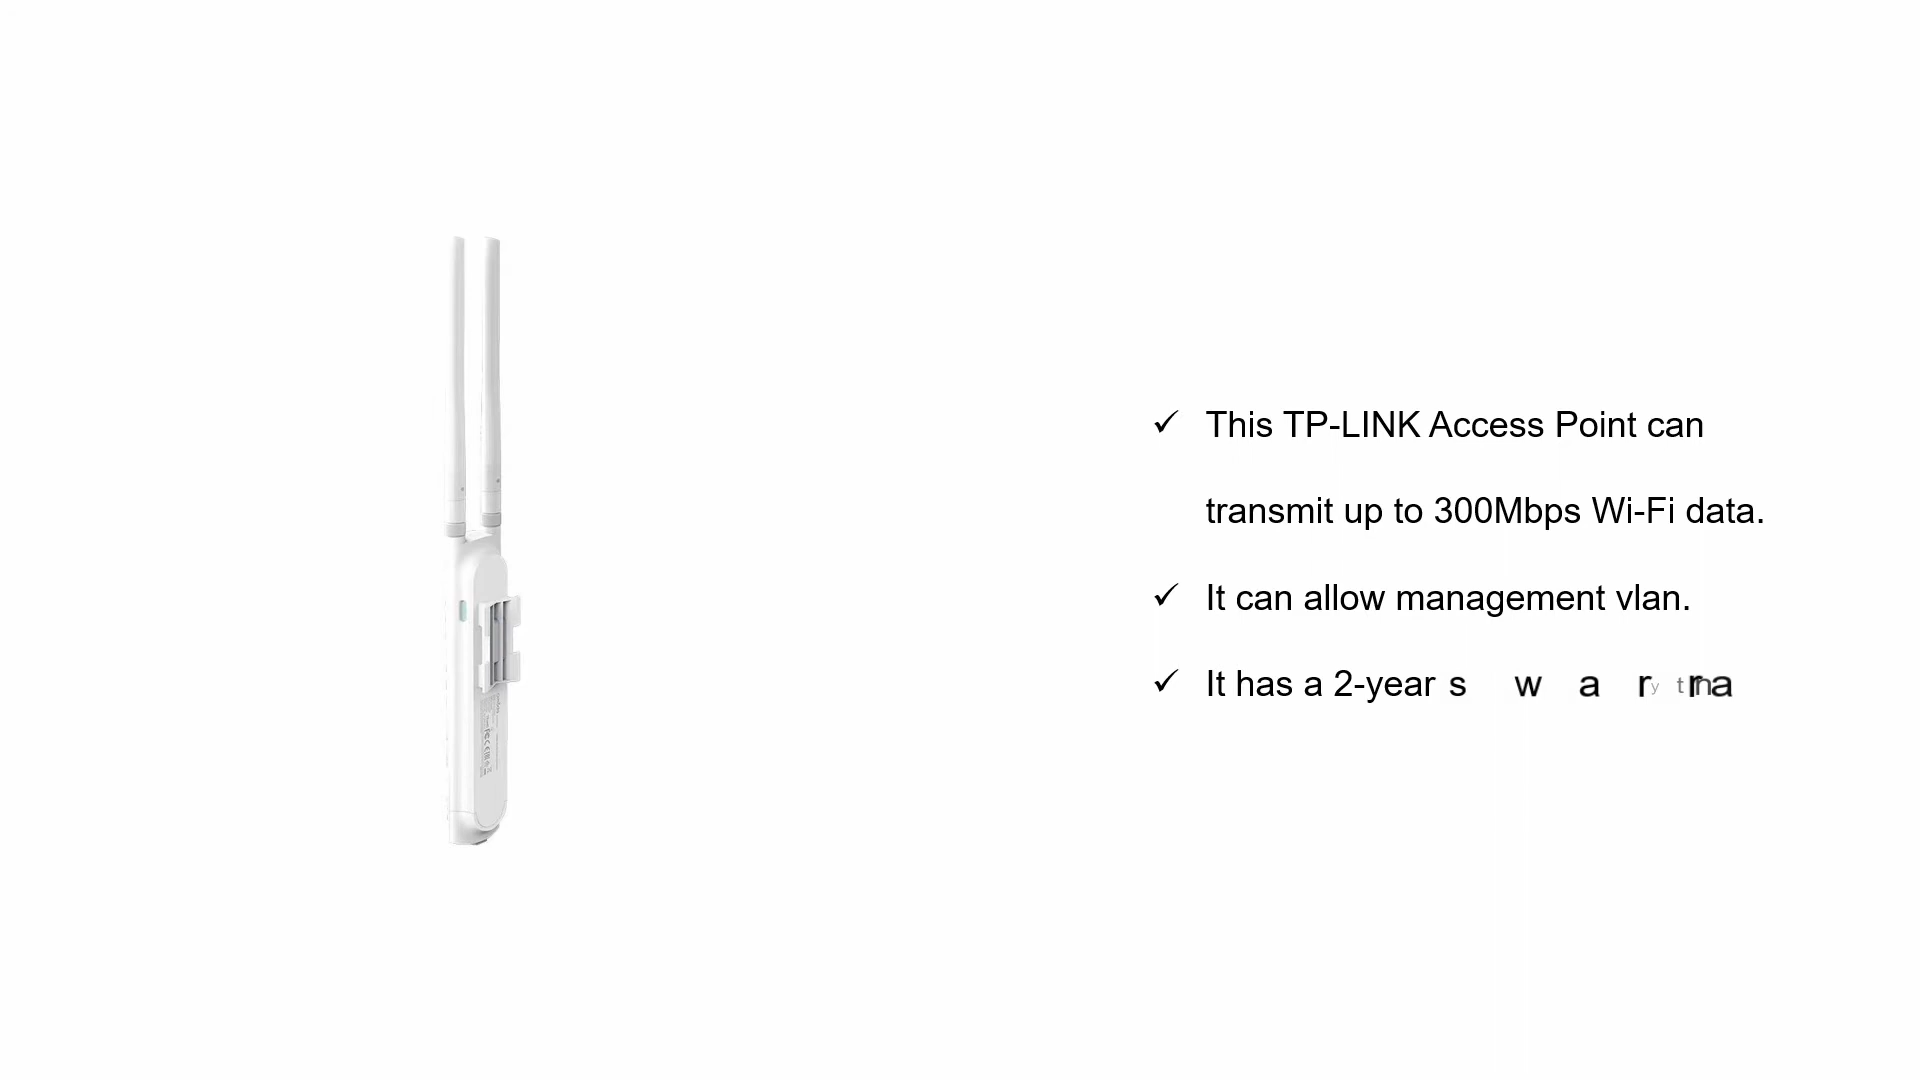 This TP-LINK Access Point can
transmit up to 300Mbps Wi-Fi data.
It can allow management vlan.
It has a 2-year s